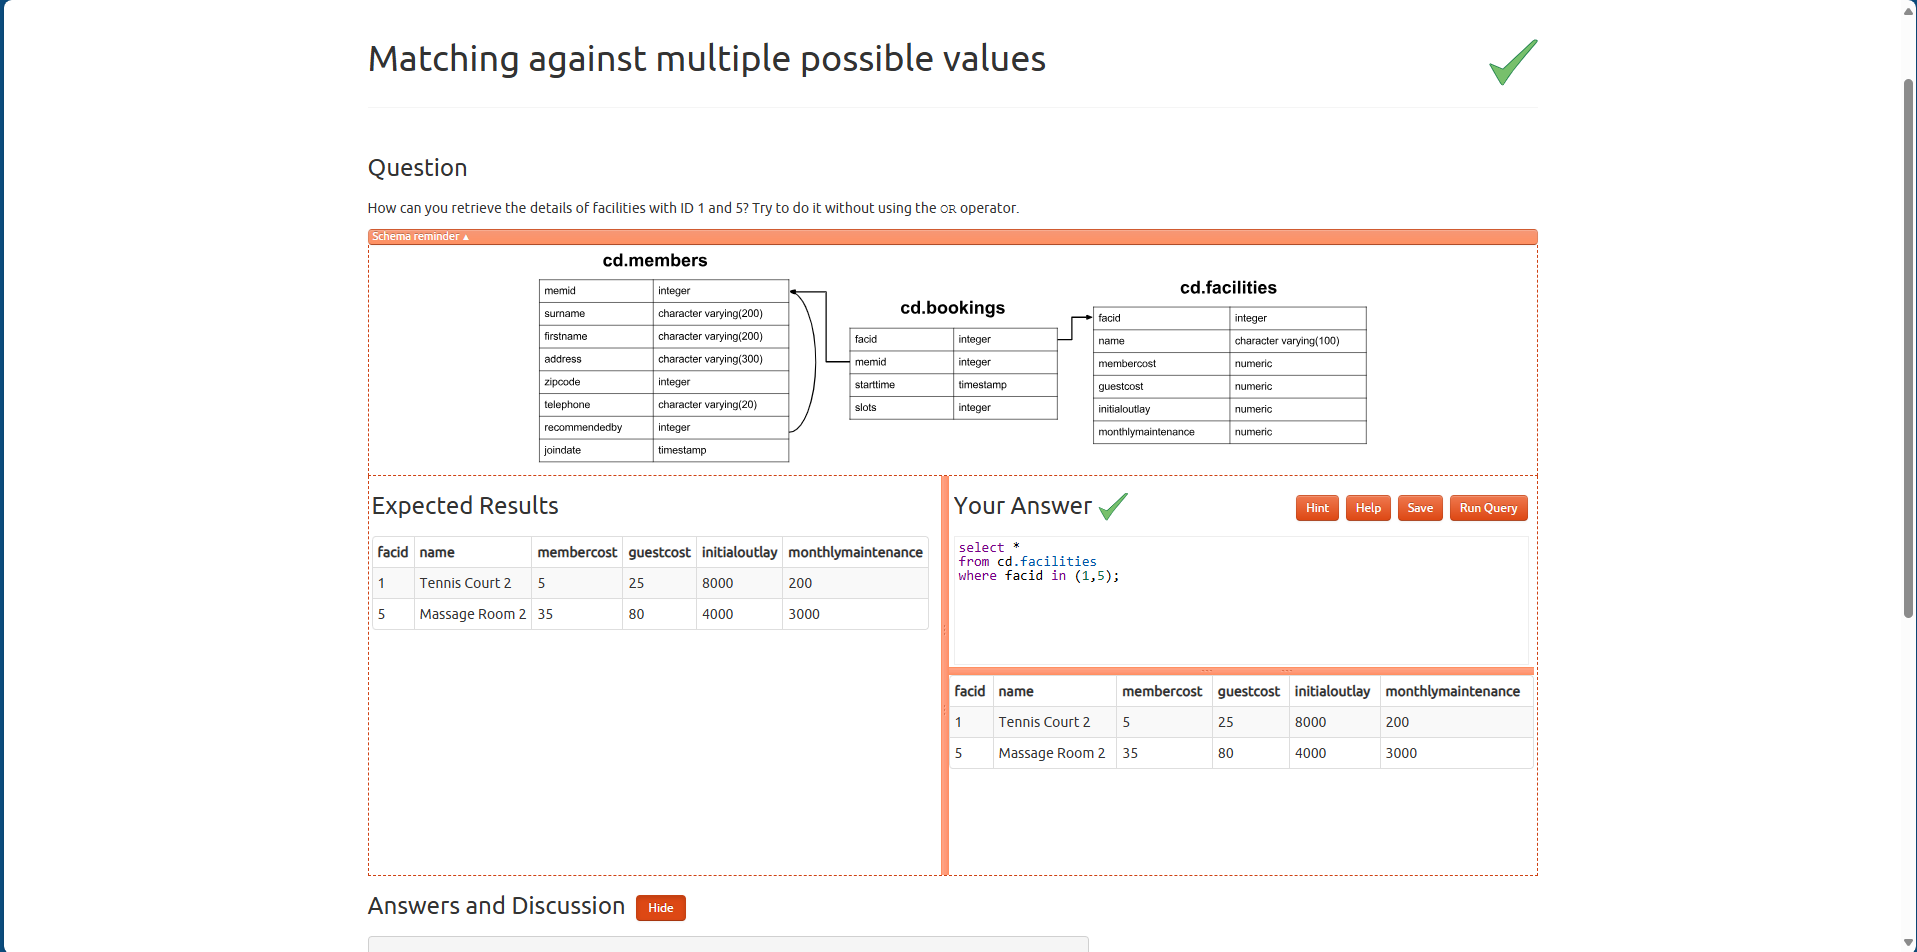 Matching against multiple possible values
Question
How can you retrieve the details of facilities with ID 1 and 5? Try to do it without using the OR operator.
Schema reminder ▲
cd.members
memid integer
surname character varying(200)
firstname character varying(200)
address character varying(300)
zipcode integer
telephone character varying(20)
recommendedby integer
joindate timestamp
cd.bookings
facid integer
memid integer
starttime timestamp
slots integer
cd.facilities
facid integer
name character varying(100)
membercost numeric
guestcost numeric
initialoutlay numeric
monthlymaintenance numeric
Expected Results
facid name membercost guestcost initialoutlay monthlymaintenance
1 Tennis Court 2 5 25 8000 200
5 Massage Room 2 35 80 4000 3000
Your Answer
Hint Help Save Run Query
select *
from cd.facilities
where facid in (1,5);
facid name membercost guestcost initialoutlay monthlymaintenance
1 Tennis Court 2 5 25 8000 200
5 Massage Room 2 35 80 4000 3000
Answers and Discussion Hide